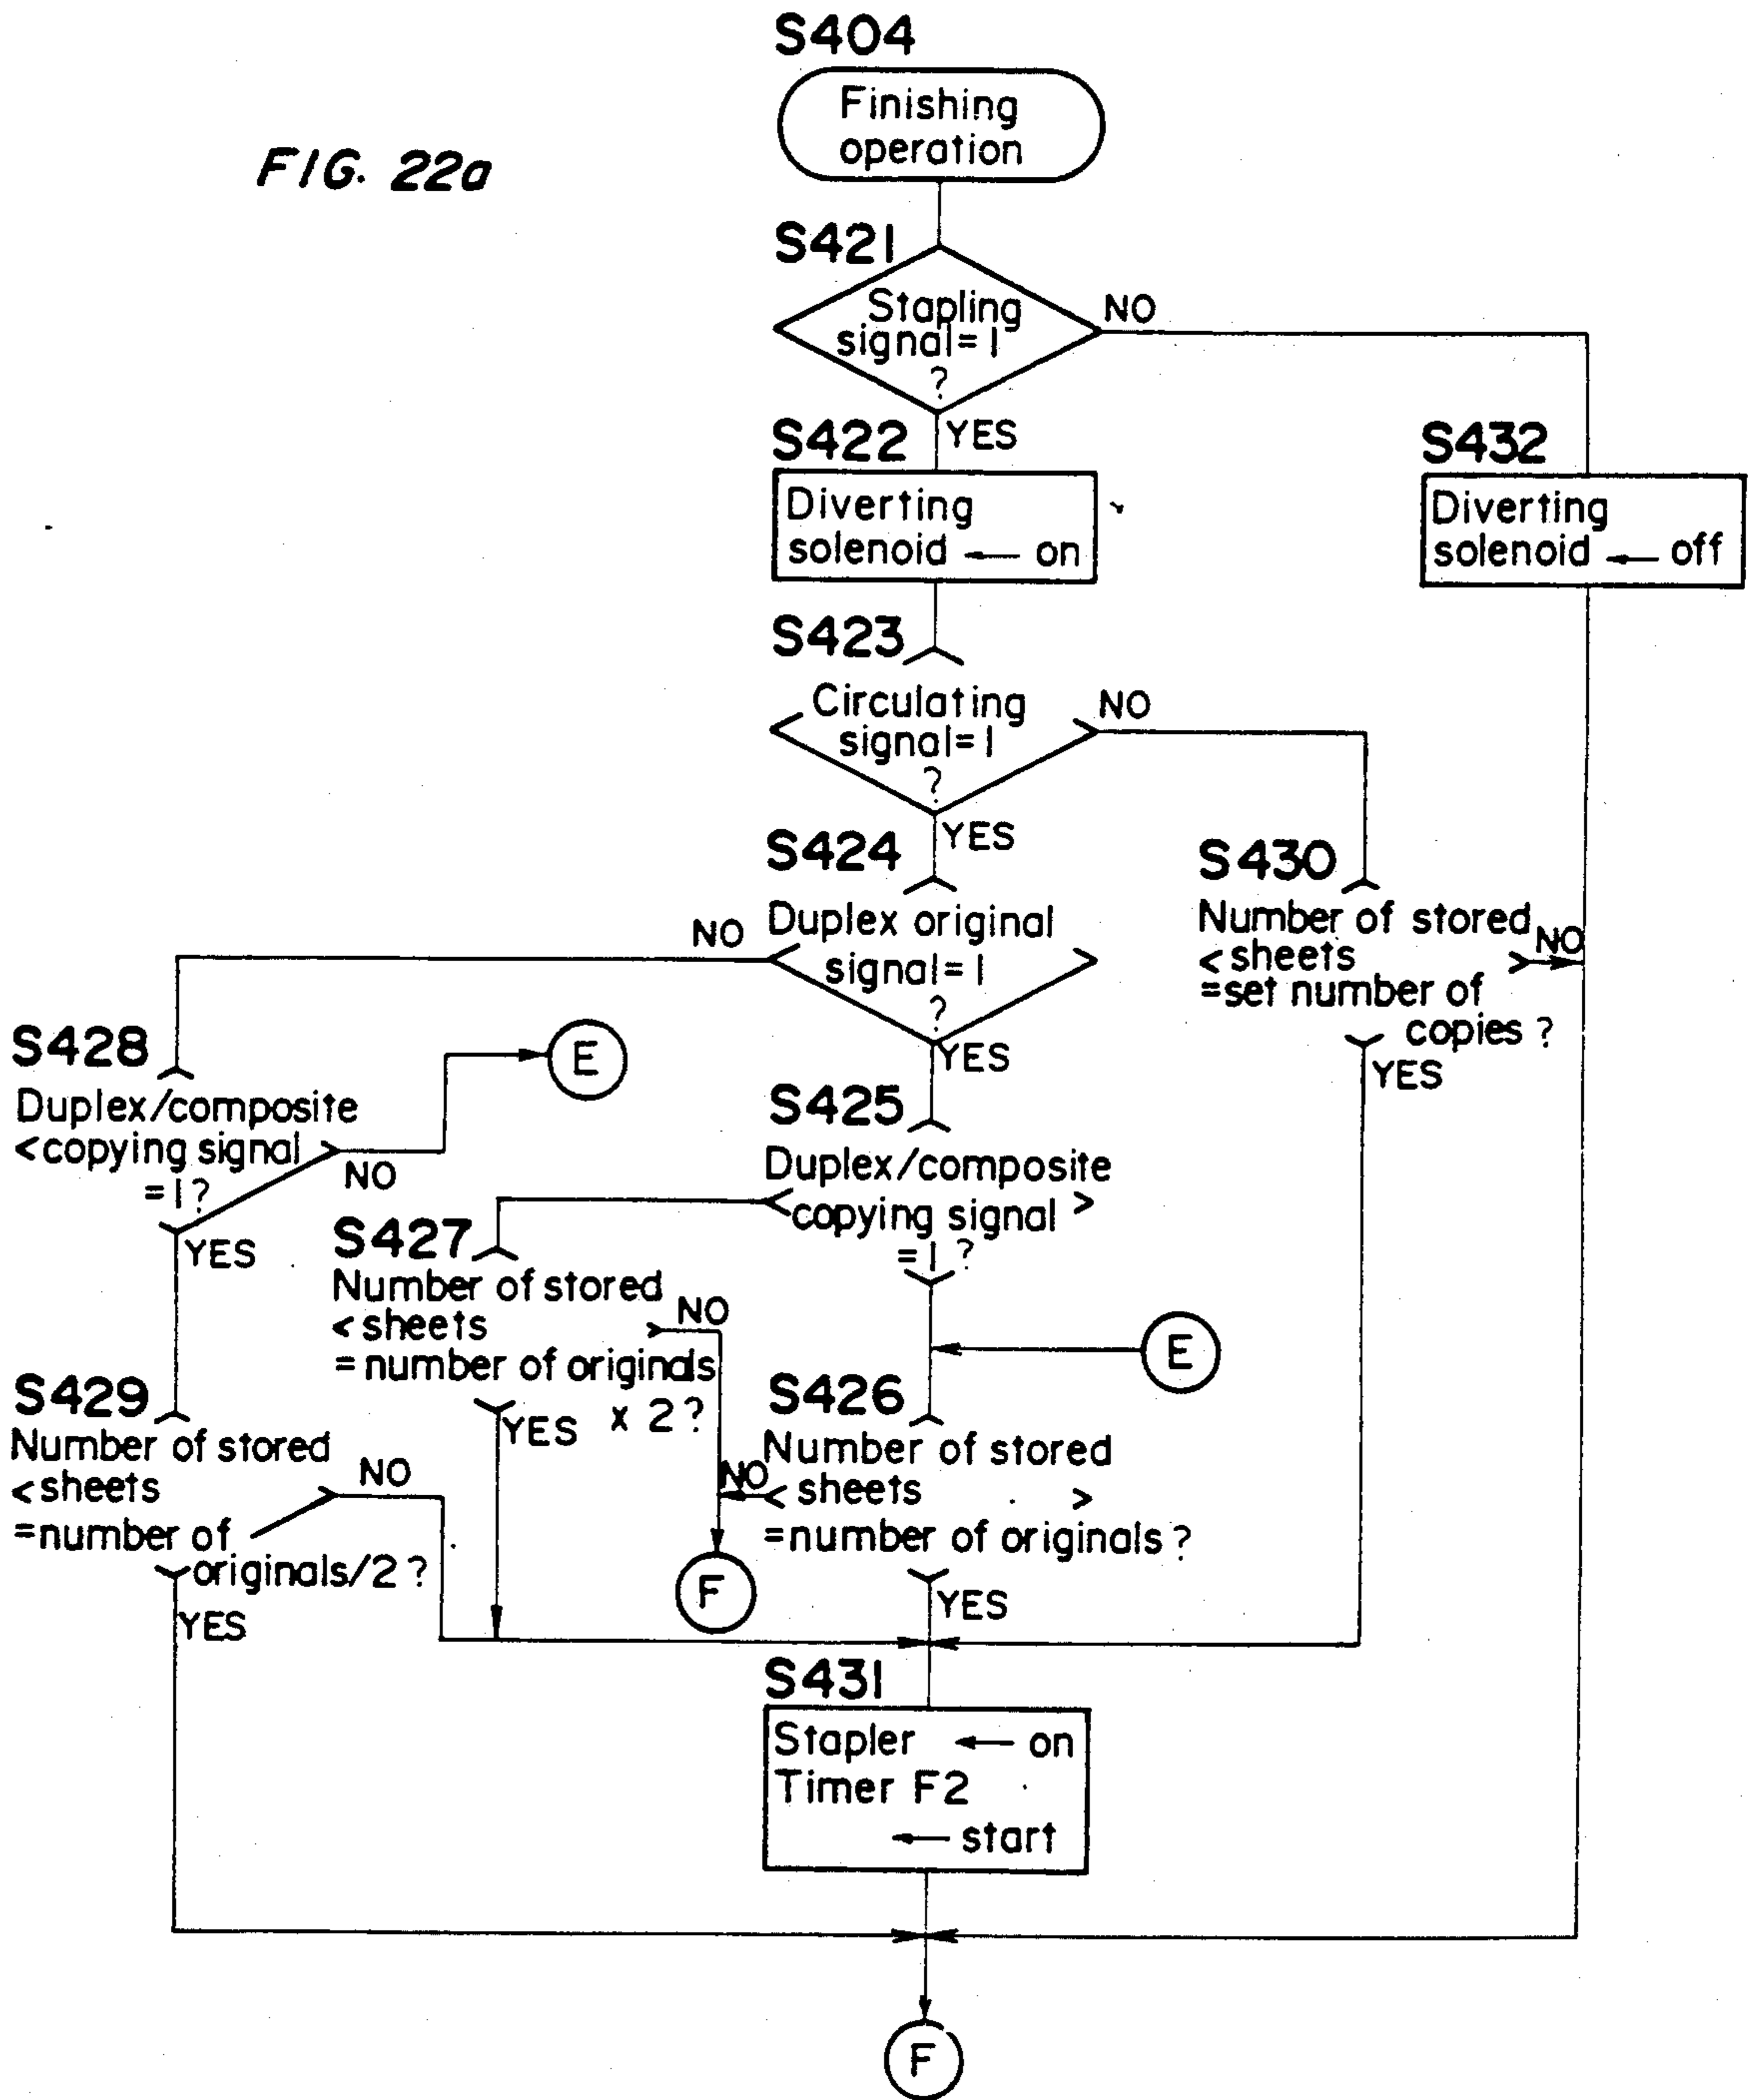 FIG. 22a
S404
Finishing
operation
S421
Stapling
signal=1
?
NO
YES
S422
Diverting
solenoid ← on
S432
Diverting
solenoid ← off
S423
Circulating
signal=1
?
NO
YES
S424
Duplex original
signal=1
?
NO
YES
S430
Number of stored
<sheets >
=set number of
copies ?
NO
YES
S428
Duplex/composite
<copying signal >
=1?
NO
YES
E
S425
Duplex/composite
<copying signal >
=1 ?
S427
Number of stored
<sheets >
=number of originals
x 2?
NO
YES
E
S429
Number of stored
<sheets >
=number of
originals/2 ?
NO
YES
S426
Number of stored
<sheets >
=number of originals ?
NO
YES
F
S431
Stapler ← on
Timer F2
← start
F